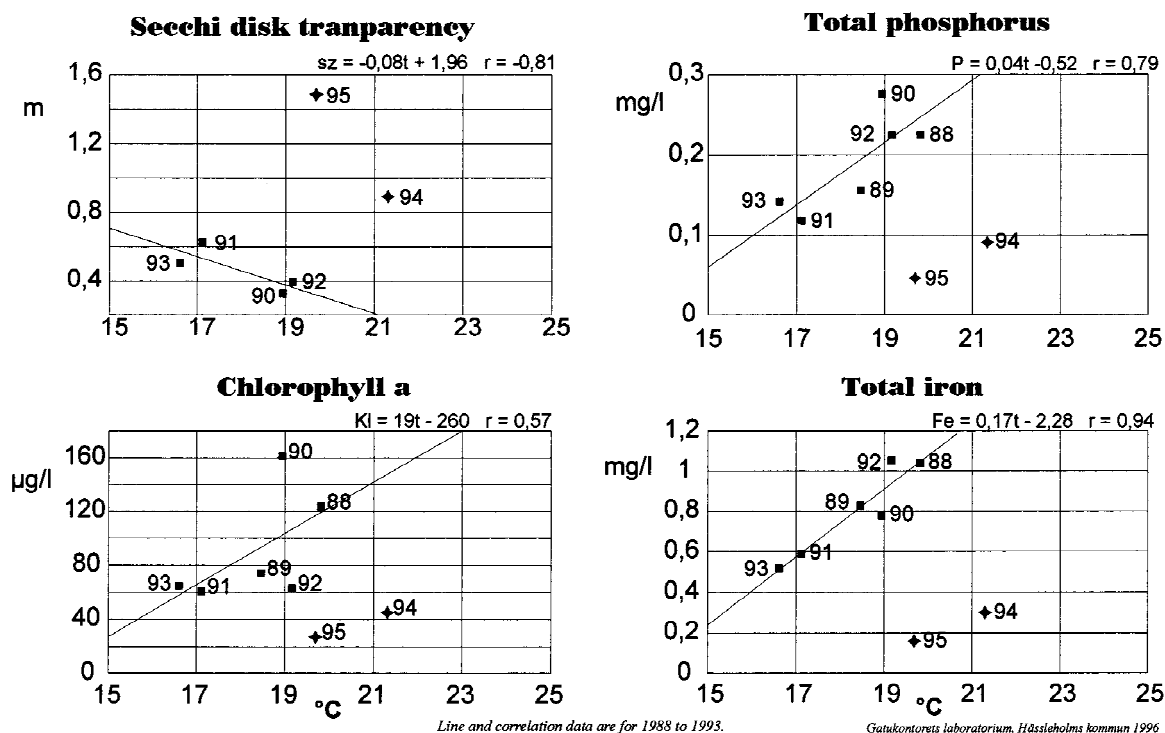 Secchi disk tranparency
sz = -0,08t + 1,96 r = -0,81
m
1,6
1,2
0,8
0,4
95
94
91
93
92
90
15 17 19 21 23 25
Total phosphorus
P = 0,04t -0,52 r = 0,79
mg/l
0,3
0,2
0,1
0
90
92
88
89
93
91
94
95
15 17 19 21 23 25
Chlorophyll a
Kl = 19t - 260 r = 0,57
µg/l
160
120
80
40
0
90
88
89
93
91
92
94
95
15 17 19 21 23 25
°C
Total iron
Fe = 0,17t - 2,28 r = 0,94
mg/l
1,2
1
0,8
0,6
0,4
0,2
0
92
88
89
90
91
93
94
95
15 17 19 21 23 25
°C
Line and correlation data are for 1988 to 1993.
Gatukontorets laboratorium. Hässleholms kommun 1996